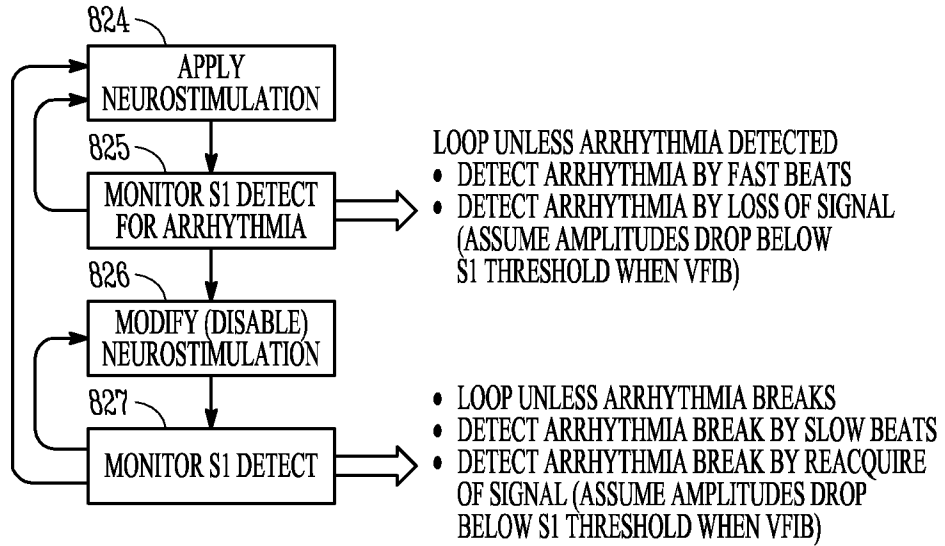 824
APPLY
NEUROSTIMULATION
825
MONITOR S1 DETECT
FOR ARRHYTHMIA
LOOP UNLESS ARRHYTHMIA DETECTED
• DETECT ARRHYTHMIA BY FAST BEATS
• DETECT ARRHYTHMIA BY LOSS OF SIGNAL
(ASSUME AMPLITUDES DROP BELOW
S1 THRESHOLD WHEN VFIB)
826
MODIFY (DISABLE)
NEUROSTIMULATION
827
MONITOR S1 DETECT
• LOOP UNLESS ARRHYTHMIA BREAKS
• DETECT ARRHYTHMIA BREAK BY SLOW BEATS
• DETECT ARRHYTHMIA BREAK BY REACQUIRE
OF SIGNAL (ASSUME AMPLITUDES DROP
BELOW S1 THRESHOLD WHEN VFIB)